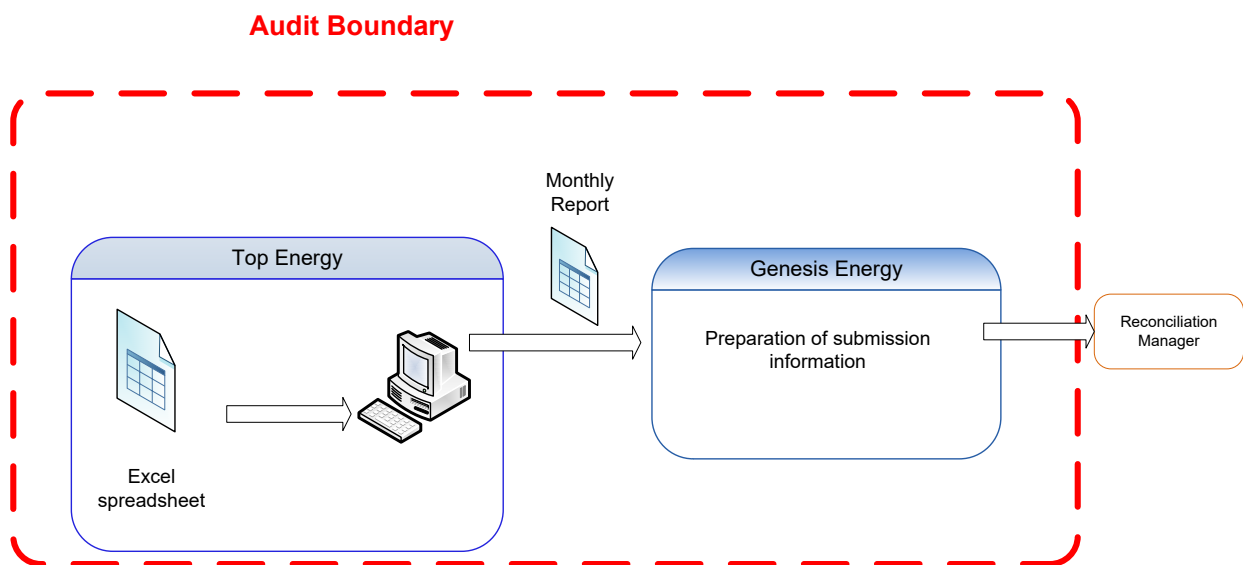 Audit Boundary
Monthly
Report
Top Energy
Genesis Energy
Excel
spreadsheet
Preparation of submission
information
Reconciliation
Manager